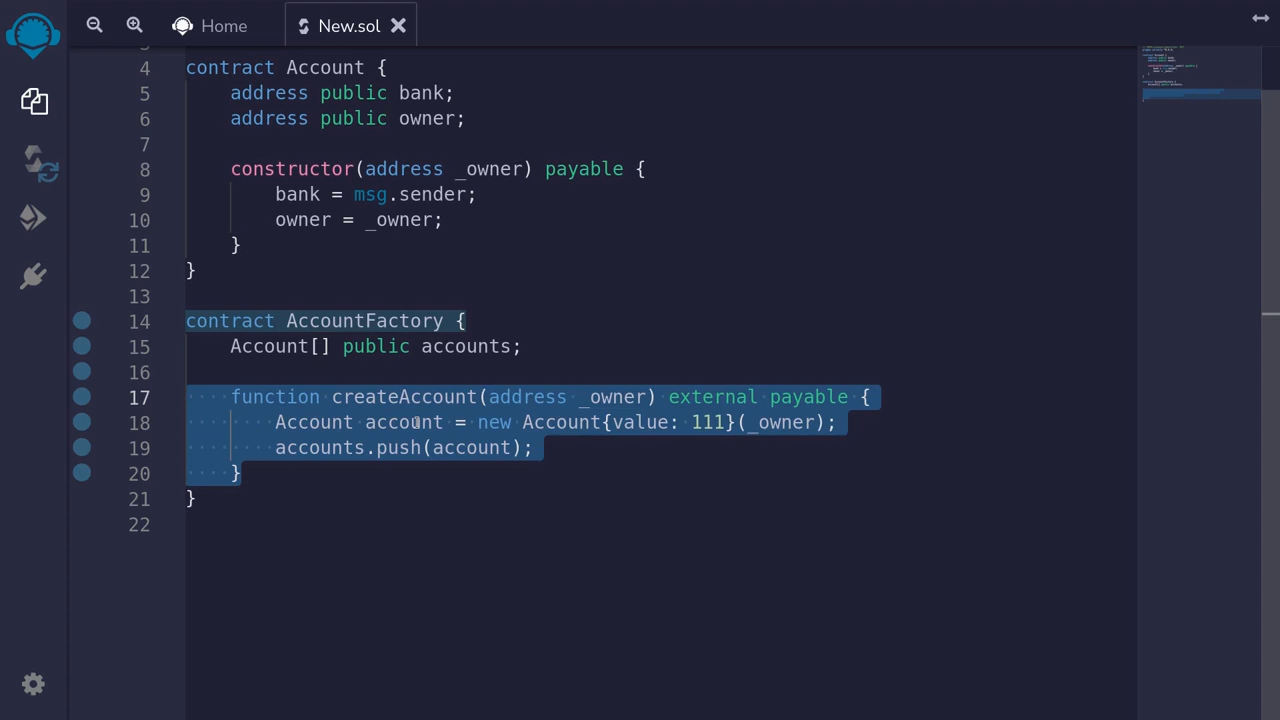 Home
New.sol
4 contract Account {
5 address public bank;
6 address public owner;
7
8 constructor(address _owner) payable {
9 bank = msg.sender;
10 owner = _owner;
11 }
12 }
13
14 contract AccountFactory {
15 Account[] public accounts;
16
17 function createAccount(address _owner) external payable {
18 Account account = new Account{value: 111}(_owner);
19 accounts.push(account);
20 }
21 }
22